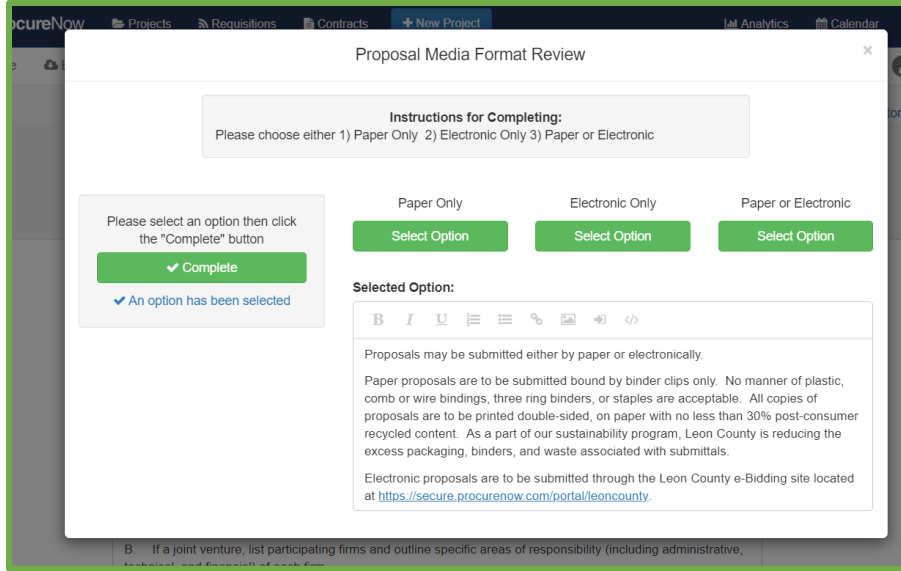 ocureNow Projects Requisitions Contracts + New Project Analytics Calendar
Proposal Media Format Review ×
Instructions for Completing:
Please choose either 1) Paper Only 2) Electronic Only 3) Paper or Electronic
Please select an option then click
the "Complete" button
Complete
An option has been selected
Paper Only Electronic Only Paper or Electronic
Select Option Select Option Select Option
Selected Option:
B I U
Proposals may be submitted either by paper or electronically.
Paper proposals are to be submitted bound by binder clips only. No manner of plastic,
comb or wire bindings, three ring binders, or staples are acceptable. All copies of
proposals are to be printed double-sided, on paper with no less than 30% post-consumer
recycled content. As a part of our sustainability program, Leon County is reducing the
excess packaging, binders, and waste associated with submittals.
Electronic proposals are to be submitted through the Leon County e-Bidding site located
at https://secure.procurenow.com/portal/leoncounty.
B. If a joint venture, list participating firms and outline specific areas of responsibility (including administrative,
technical, and financial) of each firm